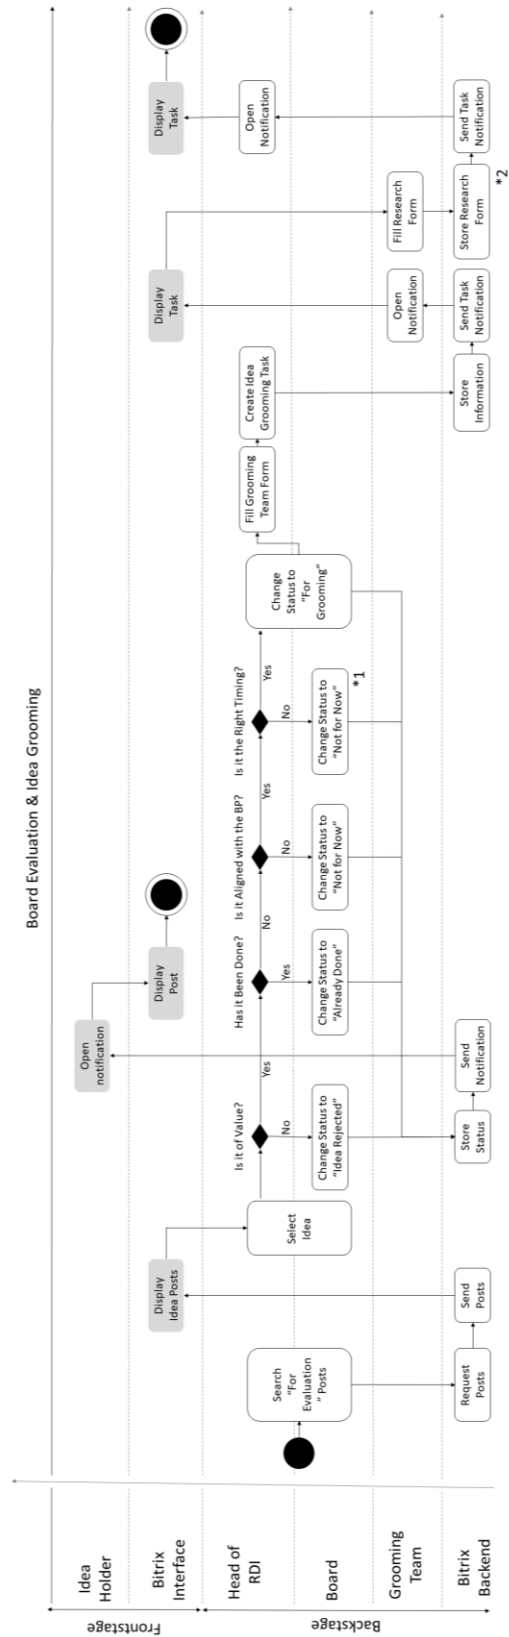 Board Evaluation & Idea Grooming
Frontstage
Backstage
Idea
Holder
Bitrix
Interface
Head of
RDI
Board
Grooming
Team
Bitrix
Backend
Search
"For
Evaluation
" Posts
Request
Posts
Send
Posts
Display
Idea Posts
Select
Idea
Is it of Value?
No
Change Status to
"Idea Rejected"
Yes
Store
Status
Send
Notification
Open
notification
Display
Post
Has it Been Done?
Yes
Change Status to
"Already Done"
No
Is it Aligned with the BP?
No
Change Status to
"Not for Now"
Yes
Is it the Right Timing?
No
Change Status to
"Not for Now"
*1
Yes
Change
Status to
"For
Grooming"
Fill Grooming
Team Form
Create Idea
Grooming Task
Store
Information
Send Task
Notification
Open
Notification
Display
Task
Fill Research
Form
Store Research
Form
*2
Send Task
Notification
Open
Notification
Display
Task